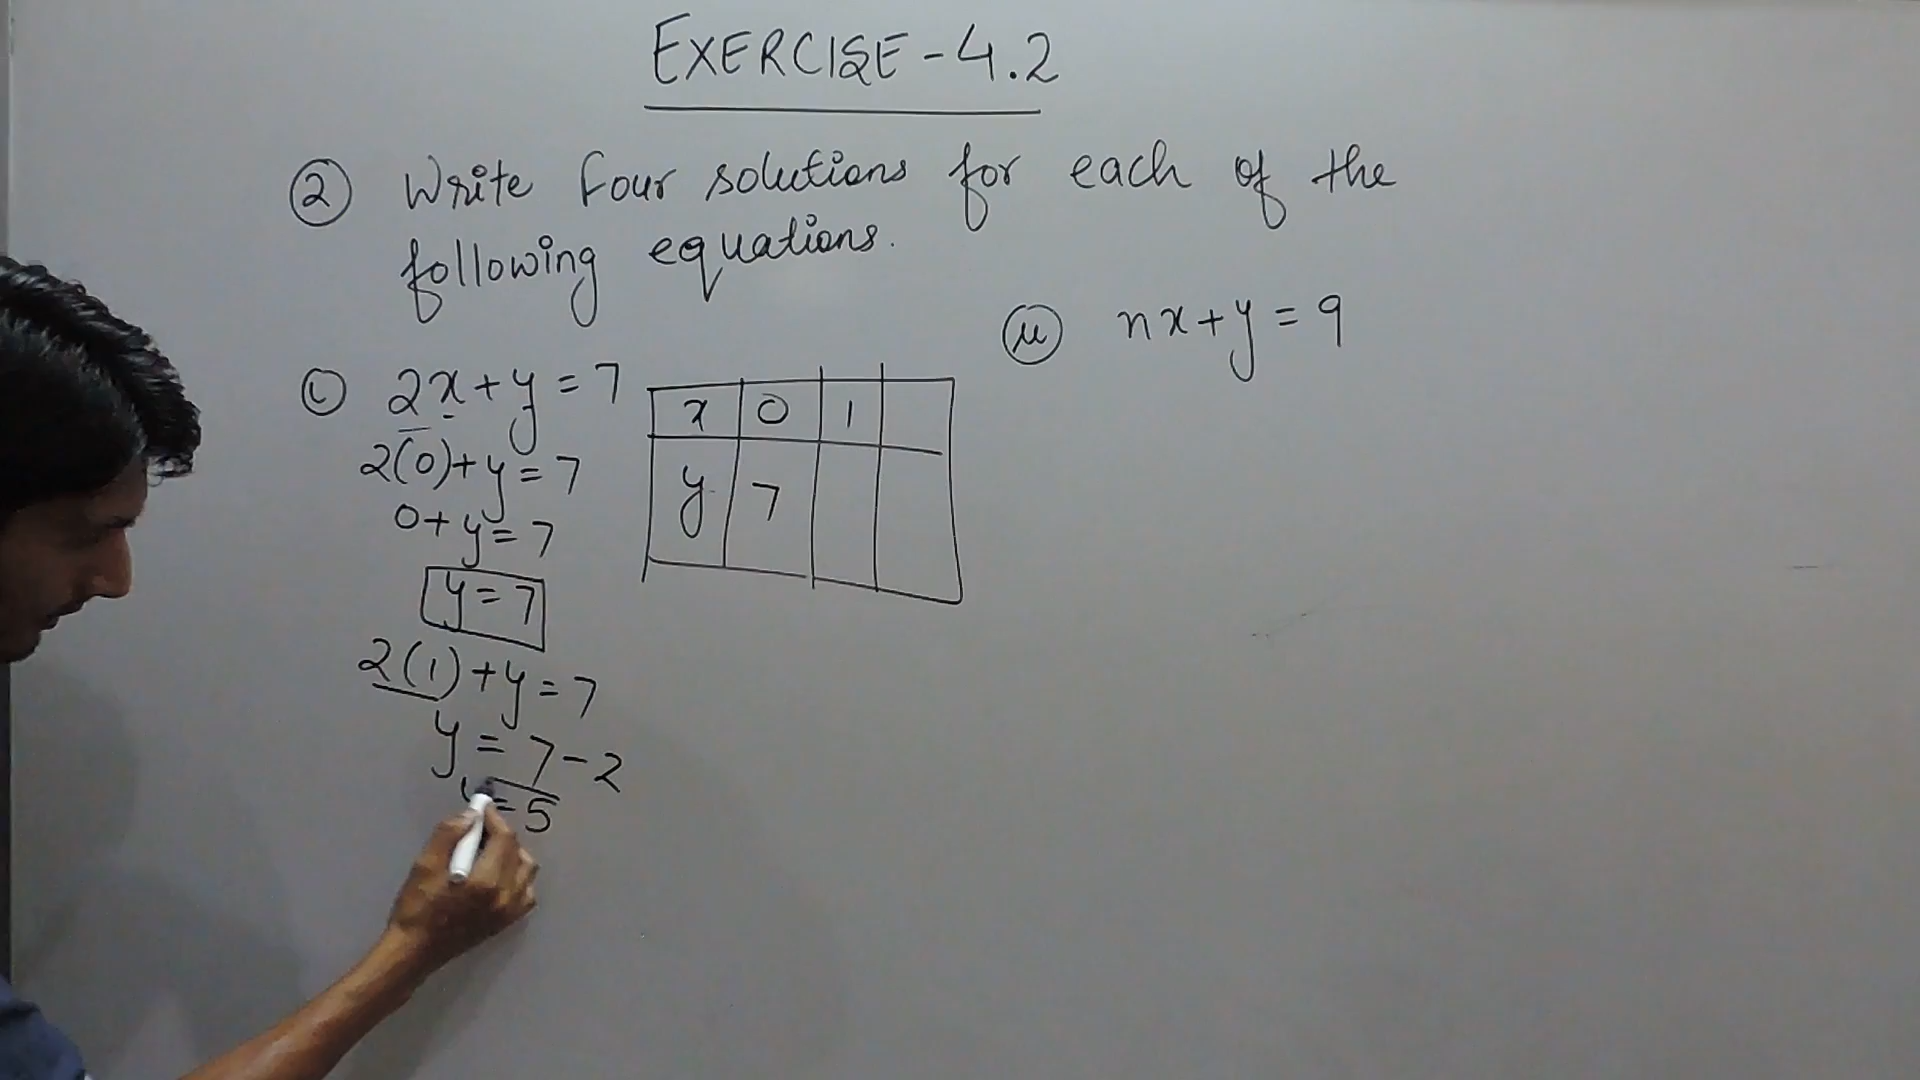 EXERCISE-4.2
② Write four solutions for each of the
following equations.
(i) 2x+y=7
2(0)+y=7
0+y=7
y=7
2(1)+y=7
y=7-2
y=5
x 0 1
y 7
(ii) nx+y=9